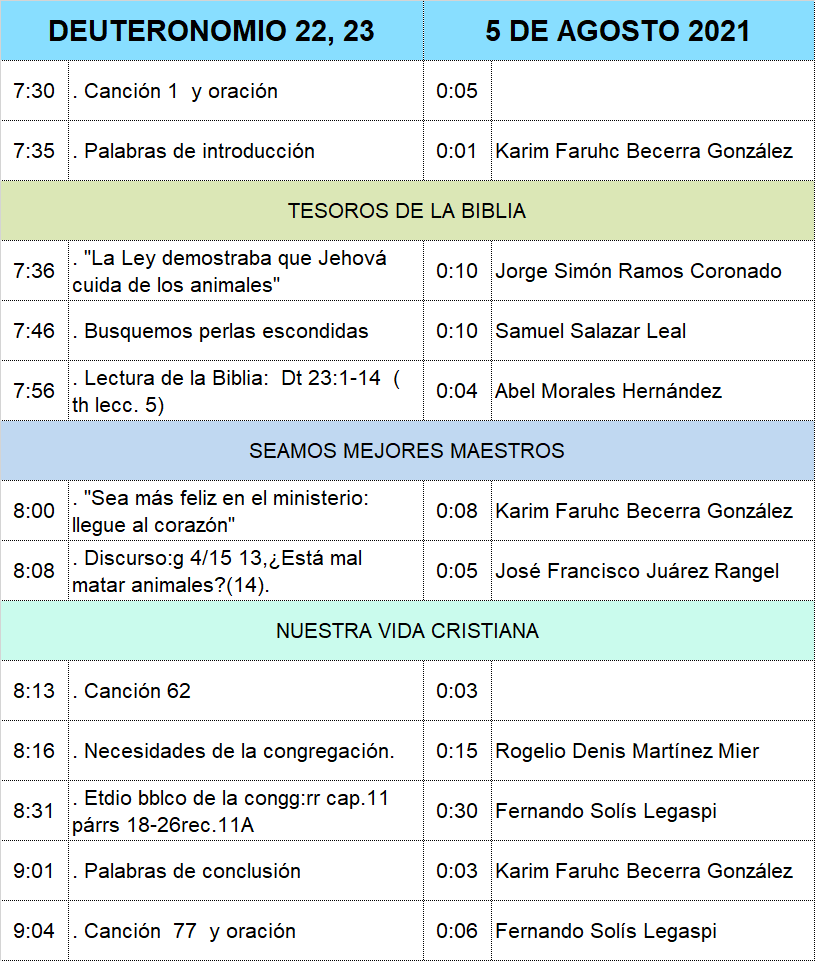 DEUTERONOMIO 22, 23 5 DE AGOSTO 2021
7:30 . Canción 1  y oración 0:05
7:35 . Palabras de introducción 0:01 Karim Faruhc Becerra González
TESOROS DE LA BIBLIA
7:36 . "La Ley demostraba que Jehová
cuida de los animales" 0:10 Jorge Simón Ramos Coronado
7:46 . Busquemos perlas escondidas 0:10 Samuel Salazar Leal
7:56 . Lectura de la Biblia:  Dt 23:1-14  (
th lecc. 5) 0:04 Abel Morales Hernández
SEAMOS MEJORES MAESTROS
8:00 . "Sea más feliz en el ministerio:
llegue al corazón" 0:08 Karim Faruhc Becerra González
8:08 . Discurso:g 4/15 13,¿Está mal
matar animales?(14). 0:05 José Francisco Juárez Rangel
NUESTRA VIDA CRISTIANA
8:13 . Canción 62 0:03
8:16 . Necesidades de la congregación. 0:15 Rogelio Denis Martínez Mier
8:31 . Etdio bblco de la congg:rr cap.11
párrs 18-26rec.11A 0:30 Fernando Solís Legaspi
9:01 . Palabras de conclusión 0:03 Karim Faruhc Becerra González
9:04 . Canción  77  y oración 0:06 Fernando Solís Legaspi